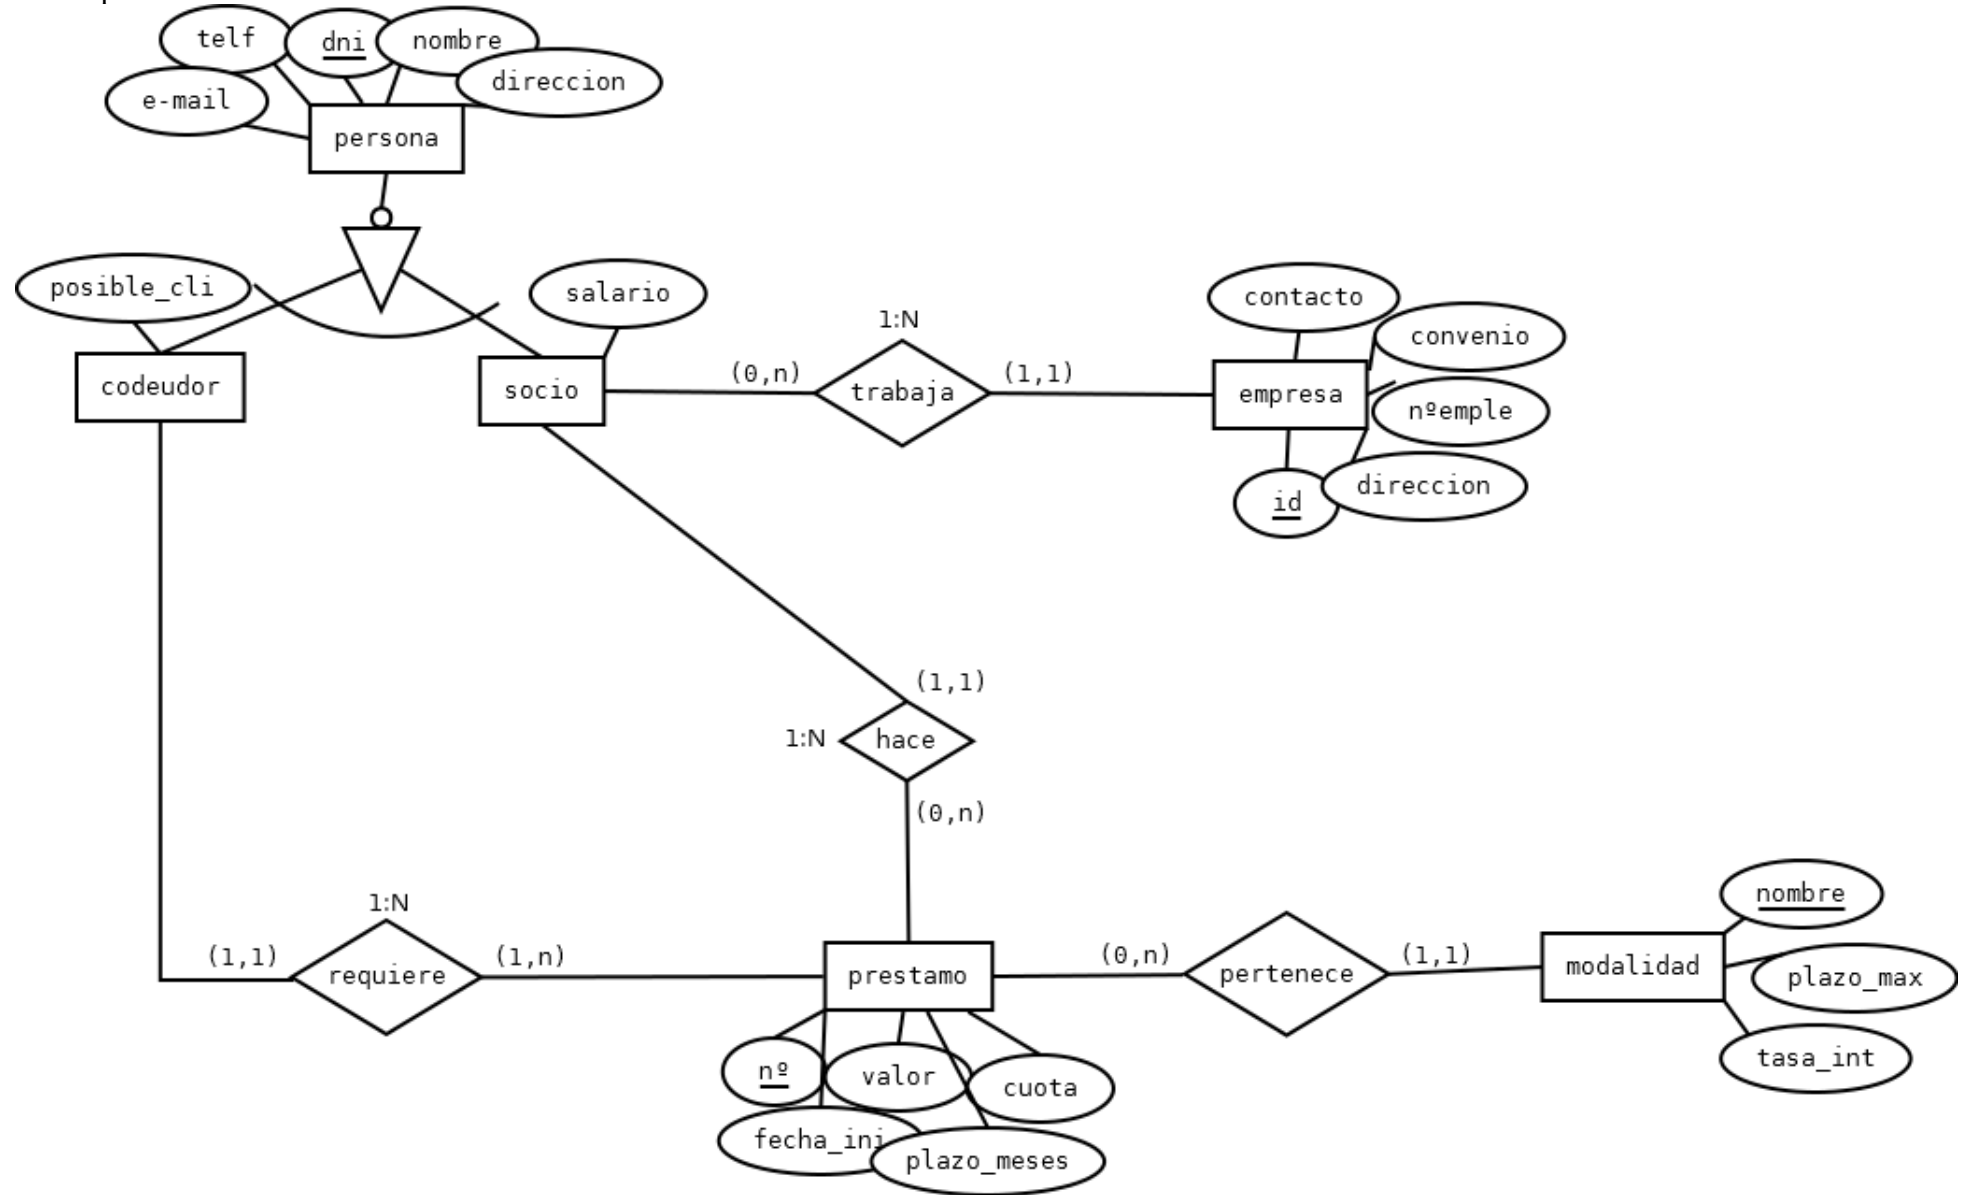 telf
dni
nombre
direccion
e-mail
persona
posible_cli
salario
contacto
convenio
1:N
codeudor
socio
(0,n)
trabaja
(1,1)
empresa
nºemple
id
direccion
(1,1)
1:N
hace
(0,n)
1:N
(1,1)
requiere
(1,n)
prestamo
(0,n)
pertenece
(1,1)
modalidad
nombre
plazo_max
tasa_int
nº
valor
cuota
fecha_ini
plazo_meses